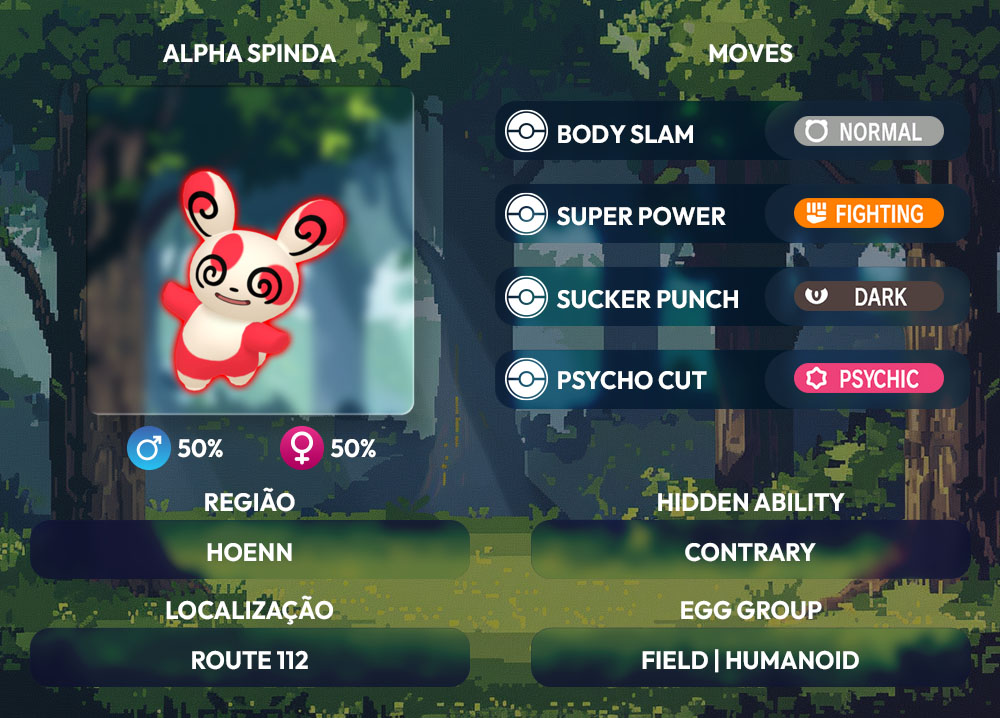 ALPHA SPINDA
50%
50%
REGIÃO
HOENN
LOCALIZAÇÃO
ROUTE 112
MOVES
BODY SLAM NORMAL
SUPER POWER FIGHTING
SUCKER PUNCH DARK
PSYCHO CUT PSYCHIC
HIDDEN ABILITY
CONTRARY
EGG GROUP
FIELD | HUMANOID